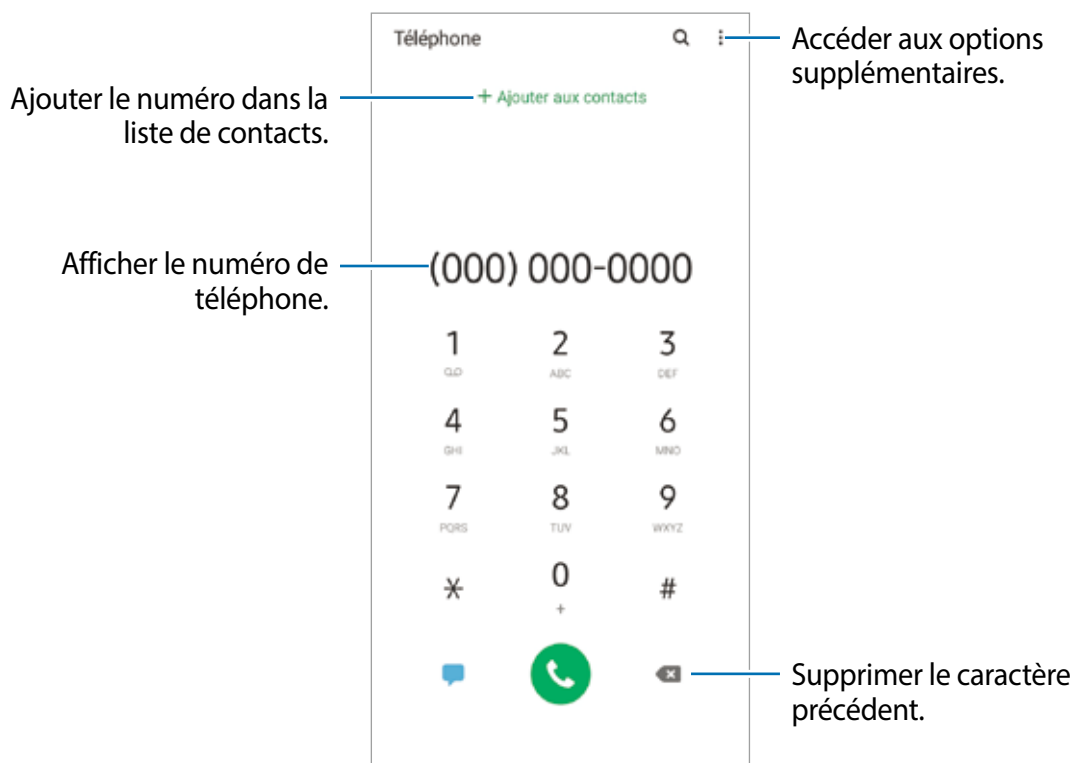 Téléphone
Accéder aux options
supplémentaires.
Ajouter le numéro dans la
liste de contacts.
+ Ajouter aux contacts
Afficher le numéro de
téléphone.
(000) 000-0000
1 2 3
ABC DEF
4 5 6
GHI JKL MNO
7 8 9
PQRS TUV WXYZ
* 0 #
+
Supprimer le caractère
précédent.